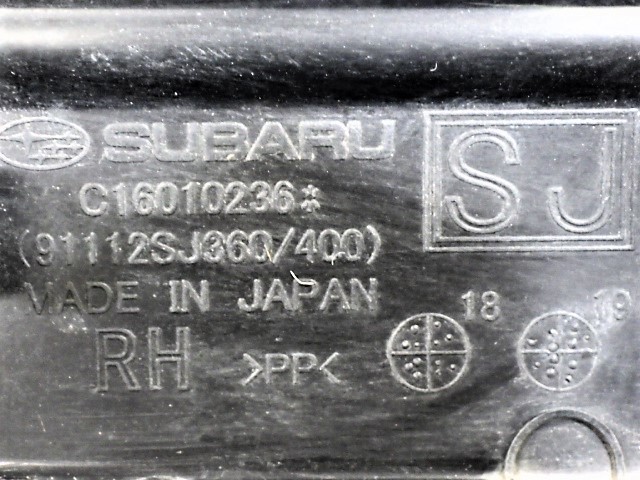 SUBARU
SJ
C16010236*
(91112SJ360/400)
MADE IN JAPAN
18
19
RH
>PP<